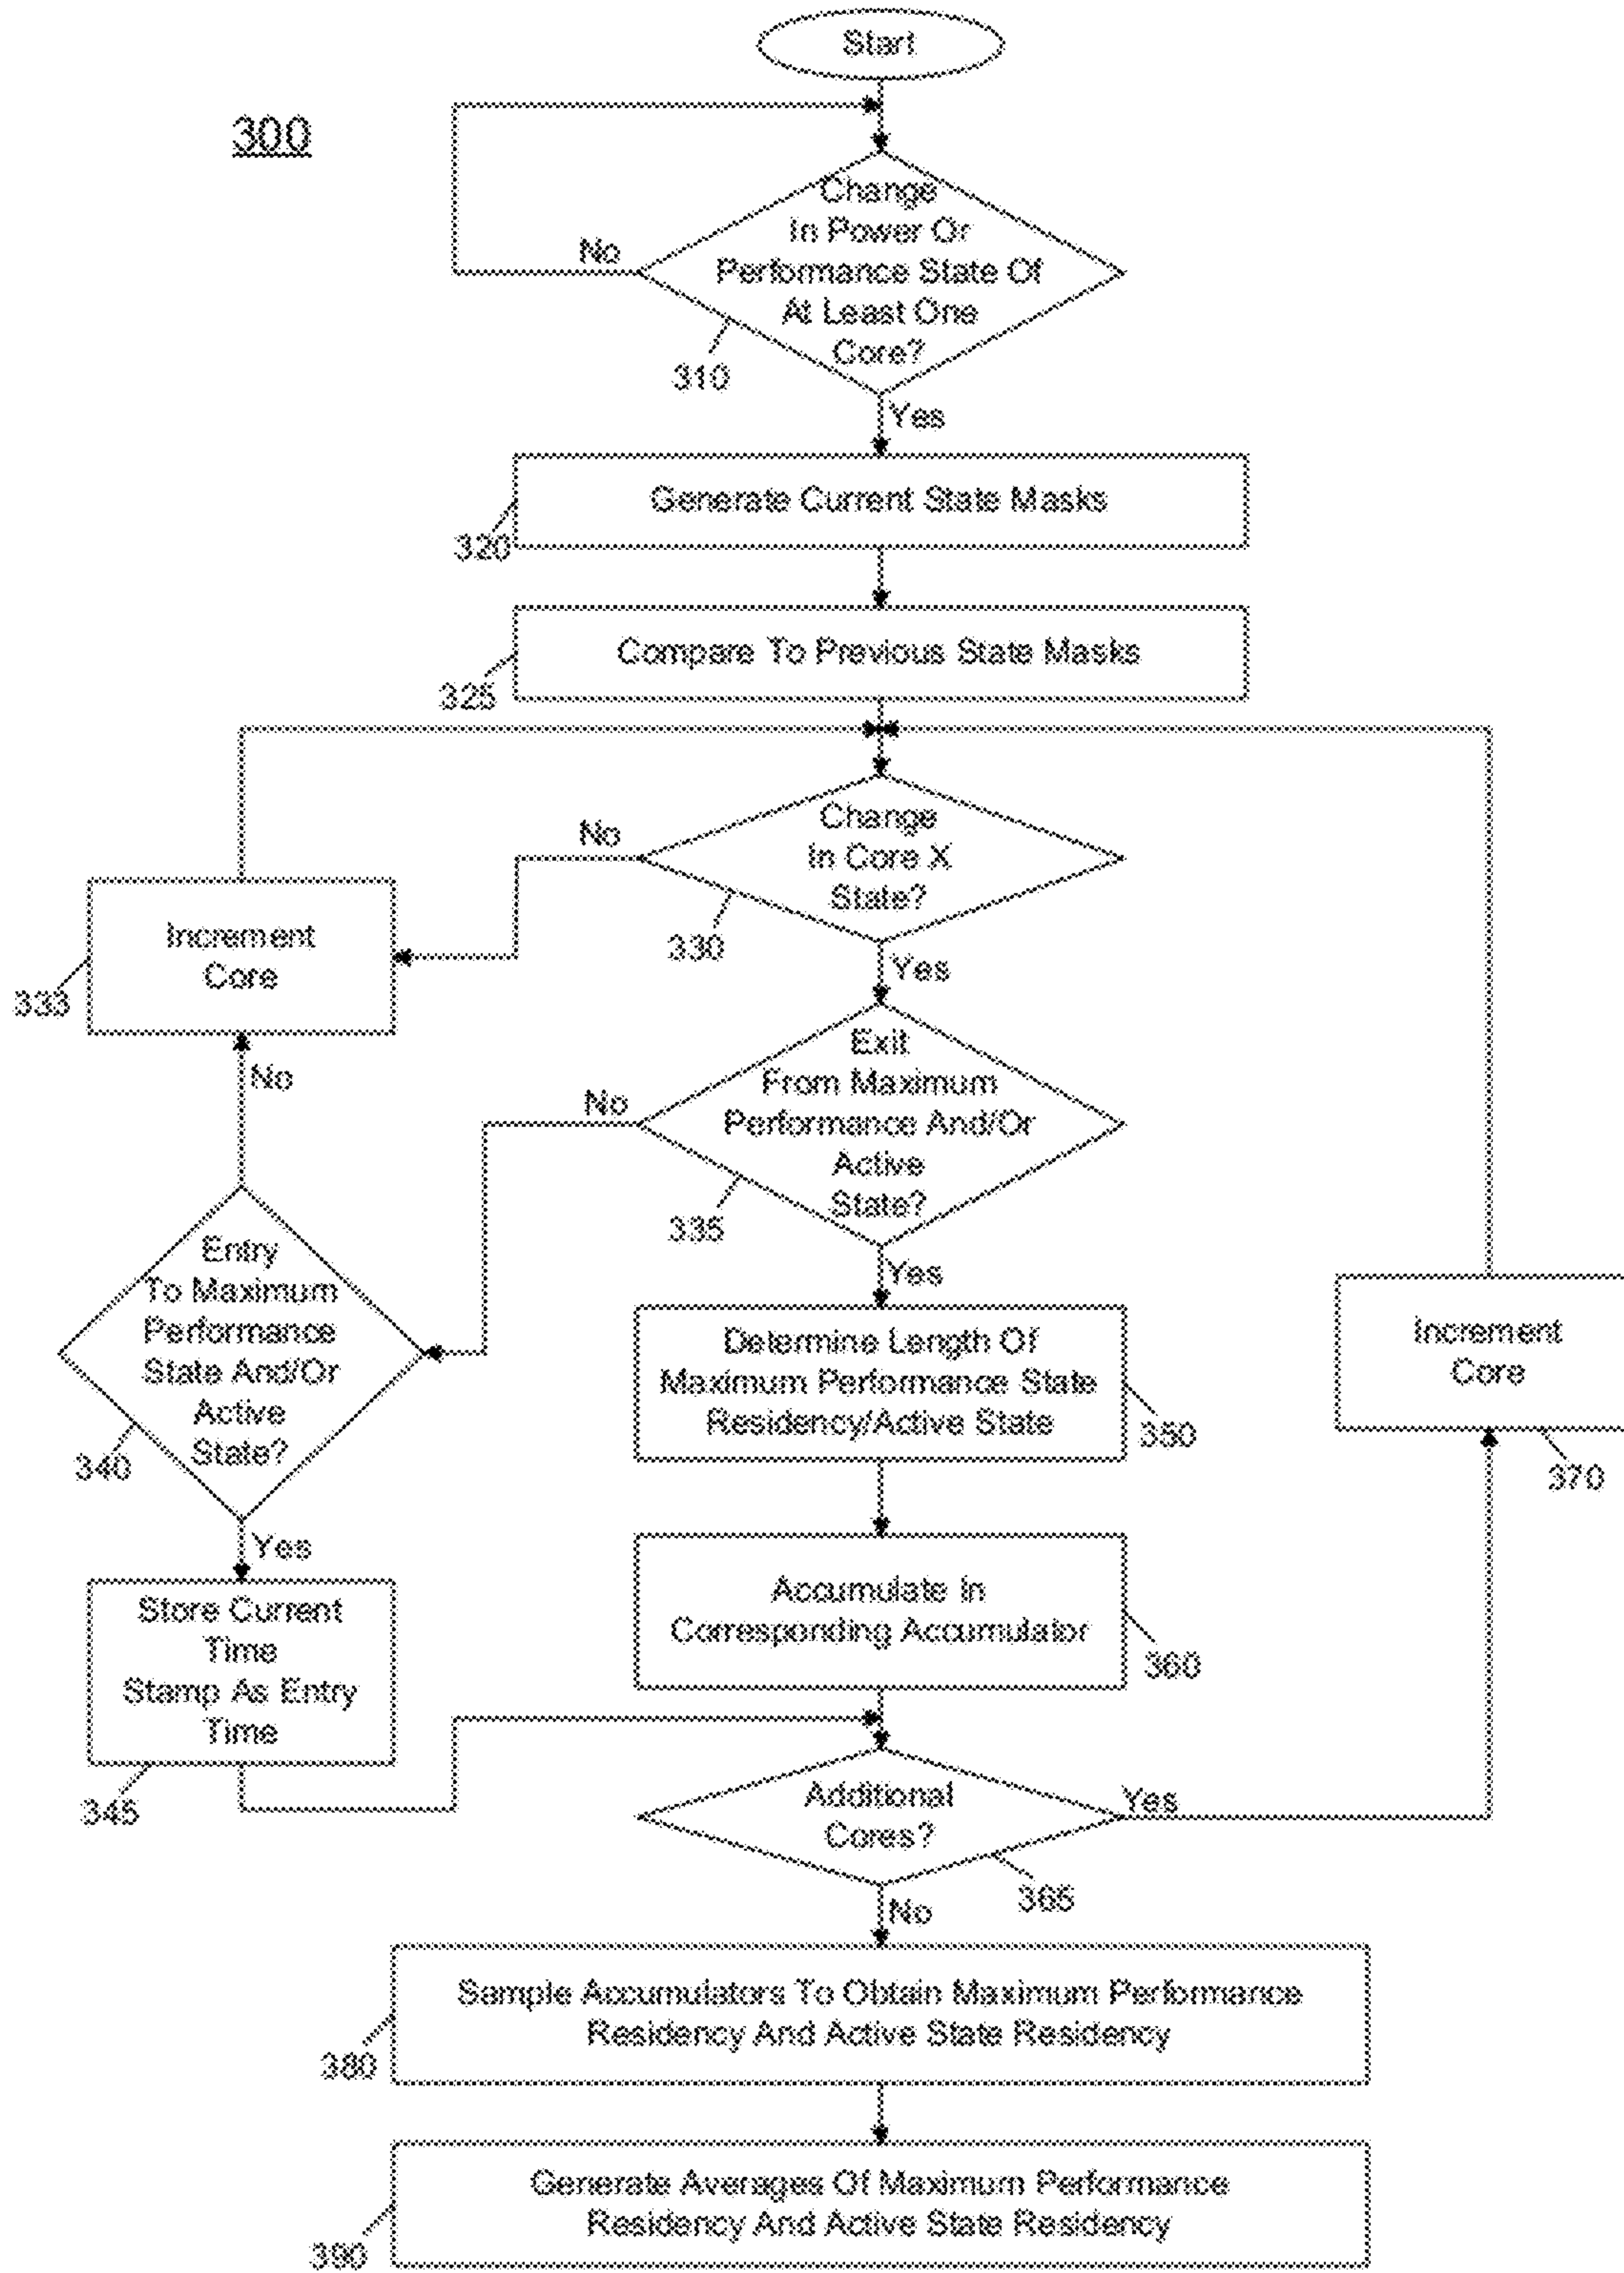 Start
300
Change
In Power Or
Performance State Of
At Least One
Core?
No
310
Yes
Generate Current State Masks
320
Compare To Previous State Masks
325
Change
In Core X
State?
No
330
Yes
Increment
Core
333
Exit
From Maximum
Performance And/Or
Active
State?
No
335
Yes
No
Entry
To Maximum
Performance
State And/Or
Active
State?
340
Yes
Determine Length Of
Maximum Performance State
Residency/Active State
350
Increment
Core
370
Store Current
Time
Stamp As Entry
Time
345
Accumulate In
Corresponding Accumulator
360
Additional
Cores?
Yes
365
No
Sample Accumulators To Obtain Maximum Performance
Residency And Active State Residency
380
Generate Averages Of Maximum Performance
Residency And Active State Residency
390